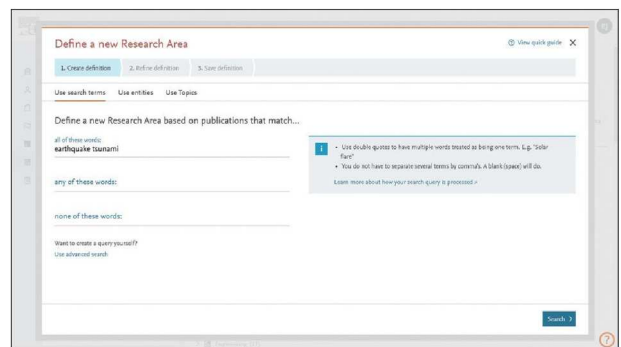 Define a new Research Area
View quick guide
1. Create definition 2. Refine definition 3. Save definition
Use search terms Use entities Use Topics
Define a new Research Area based on publications that match...
all of these words:
earthquake tsunami
• Use double quotes to have multiple words treated as being one term. E.g. "Solar
flare"
• You do not have to separate several terms by comma's. A blank (space) will do.
Learn more about how your search query is processed
any of these words:
none of these words:
Want to create a query yourself?
Use advanced search
Search